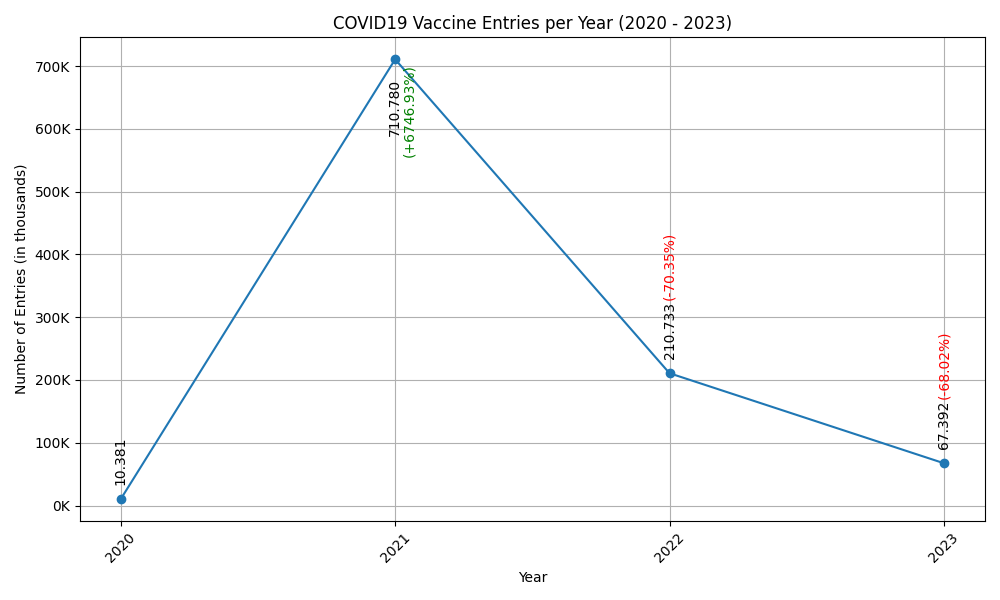 COVID19 Vaccine Entries per Year (2020 - 2023)
Number of Entries (in thousands)
700K
600K
500K
400K
300K
200K
100K
0K
10.381
710.780
(+6746.93%)
210.733
(-70.35%)
67.392
(-68.02%)
2020
2021
2022
2023
Year